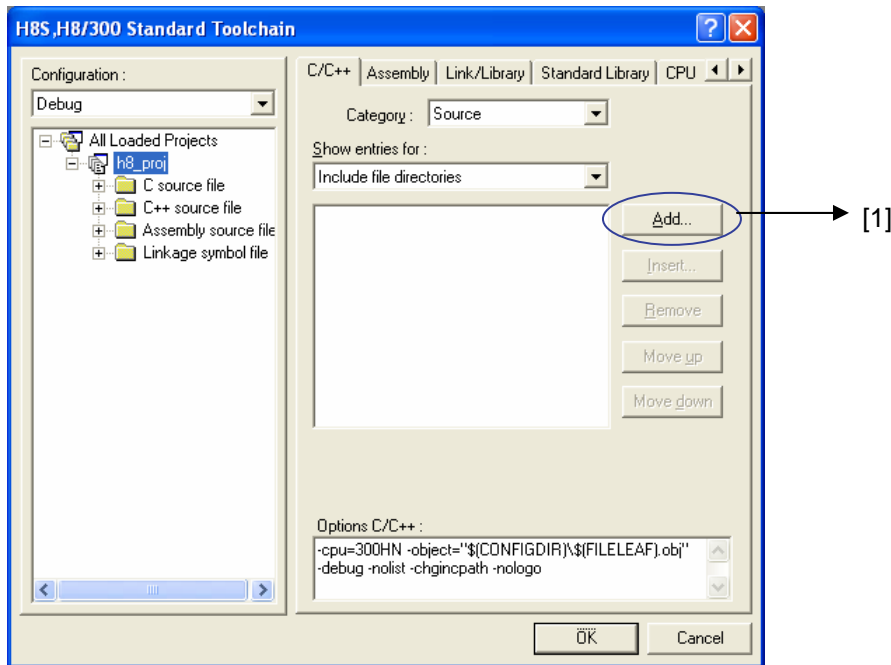 H8S,H8/300 Standard Toolchain
Configuration :
Debug
All Loaded Projects
h8_proj
C source file
C++ source file
Assembly source file
Linkage symbol file
C/C++ Assembly Link/Library Standard Library CPU
Category : Source
Show entries for :
Include file directories
Add...
[1]
Insert...
Remove
Move up
Move down
Options C/C++ :
-cpu=300HN -object="$(CONFIGDIR)\$(FILELEAF).obj"
-debug -nolist -chgincpath -nologo
OK Cancel